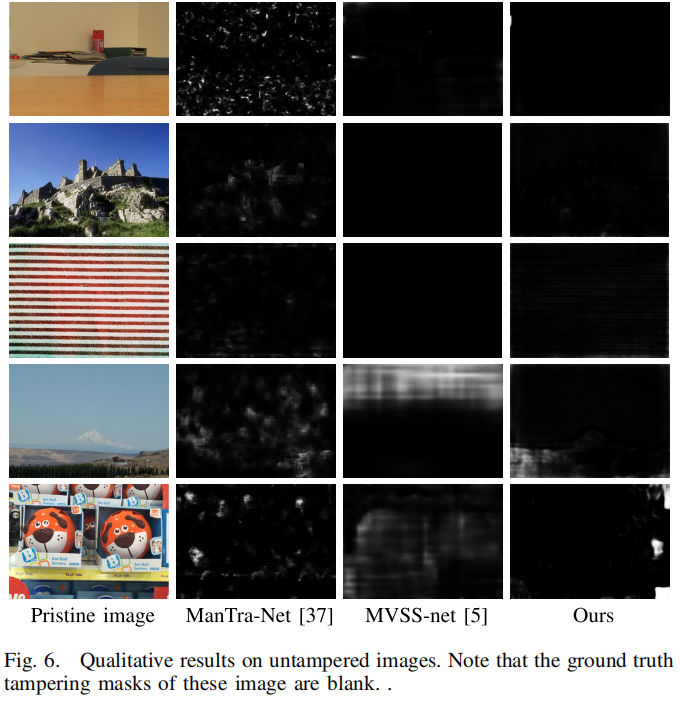 Pristine image
ManTra-Net [37]
MVSS-net [5]
Ours
Fig. 6. Qualitative results on untampered images. Note that the ground truth
tampering masks of these image are blank. .